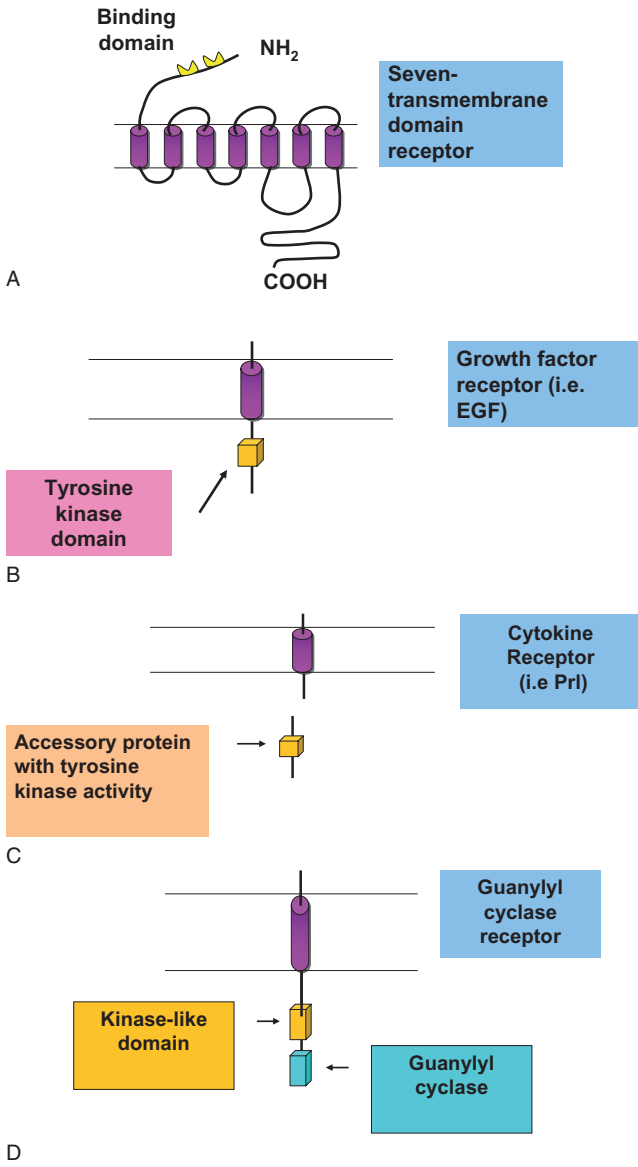 Binding
domain
NH2
Seven-
transmembrane
domain
receptor
COOH
A
Growth factor
receptor (i.e.
EGF)
Tyrosine
kinase
domain
B
Cytokine
Receptor
(i.e Prl)
Accessory protein
with tyrosine
kinase activity
C
Guanylyl
cyclase
receptor
Kinase-like
domain
Guanylyl
cyclase
D